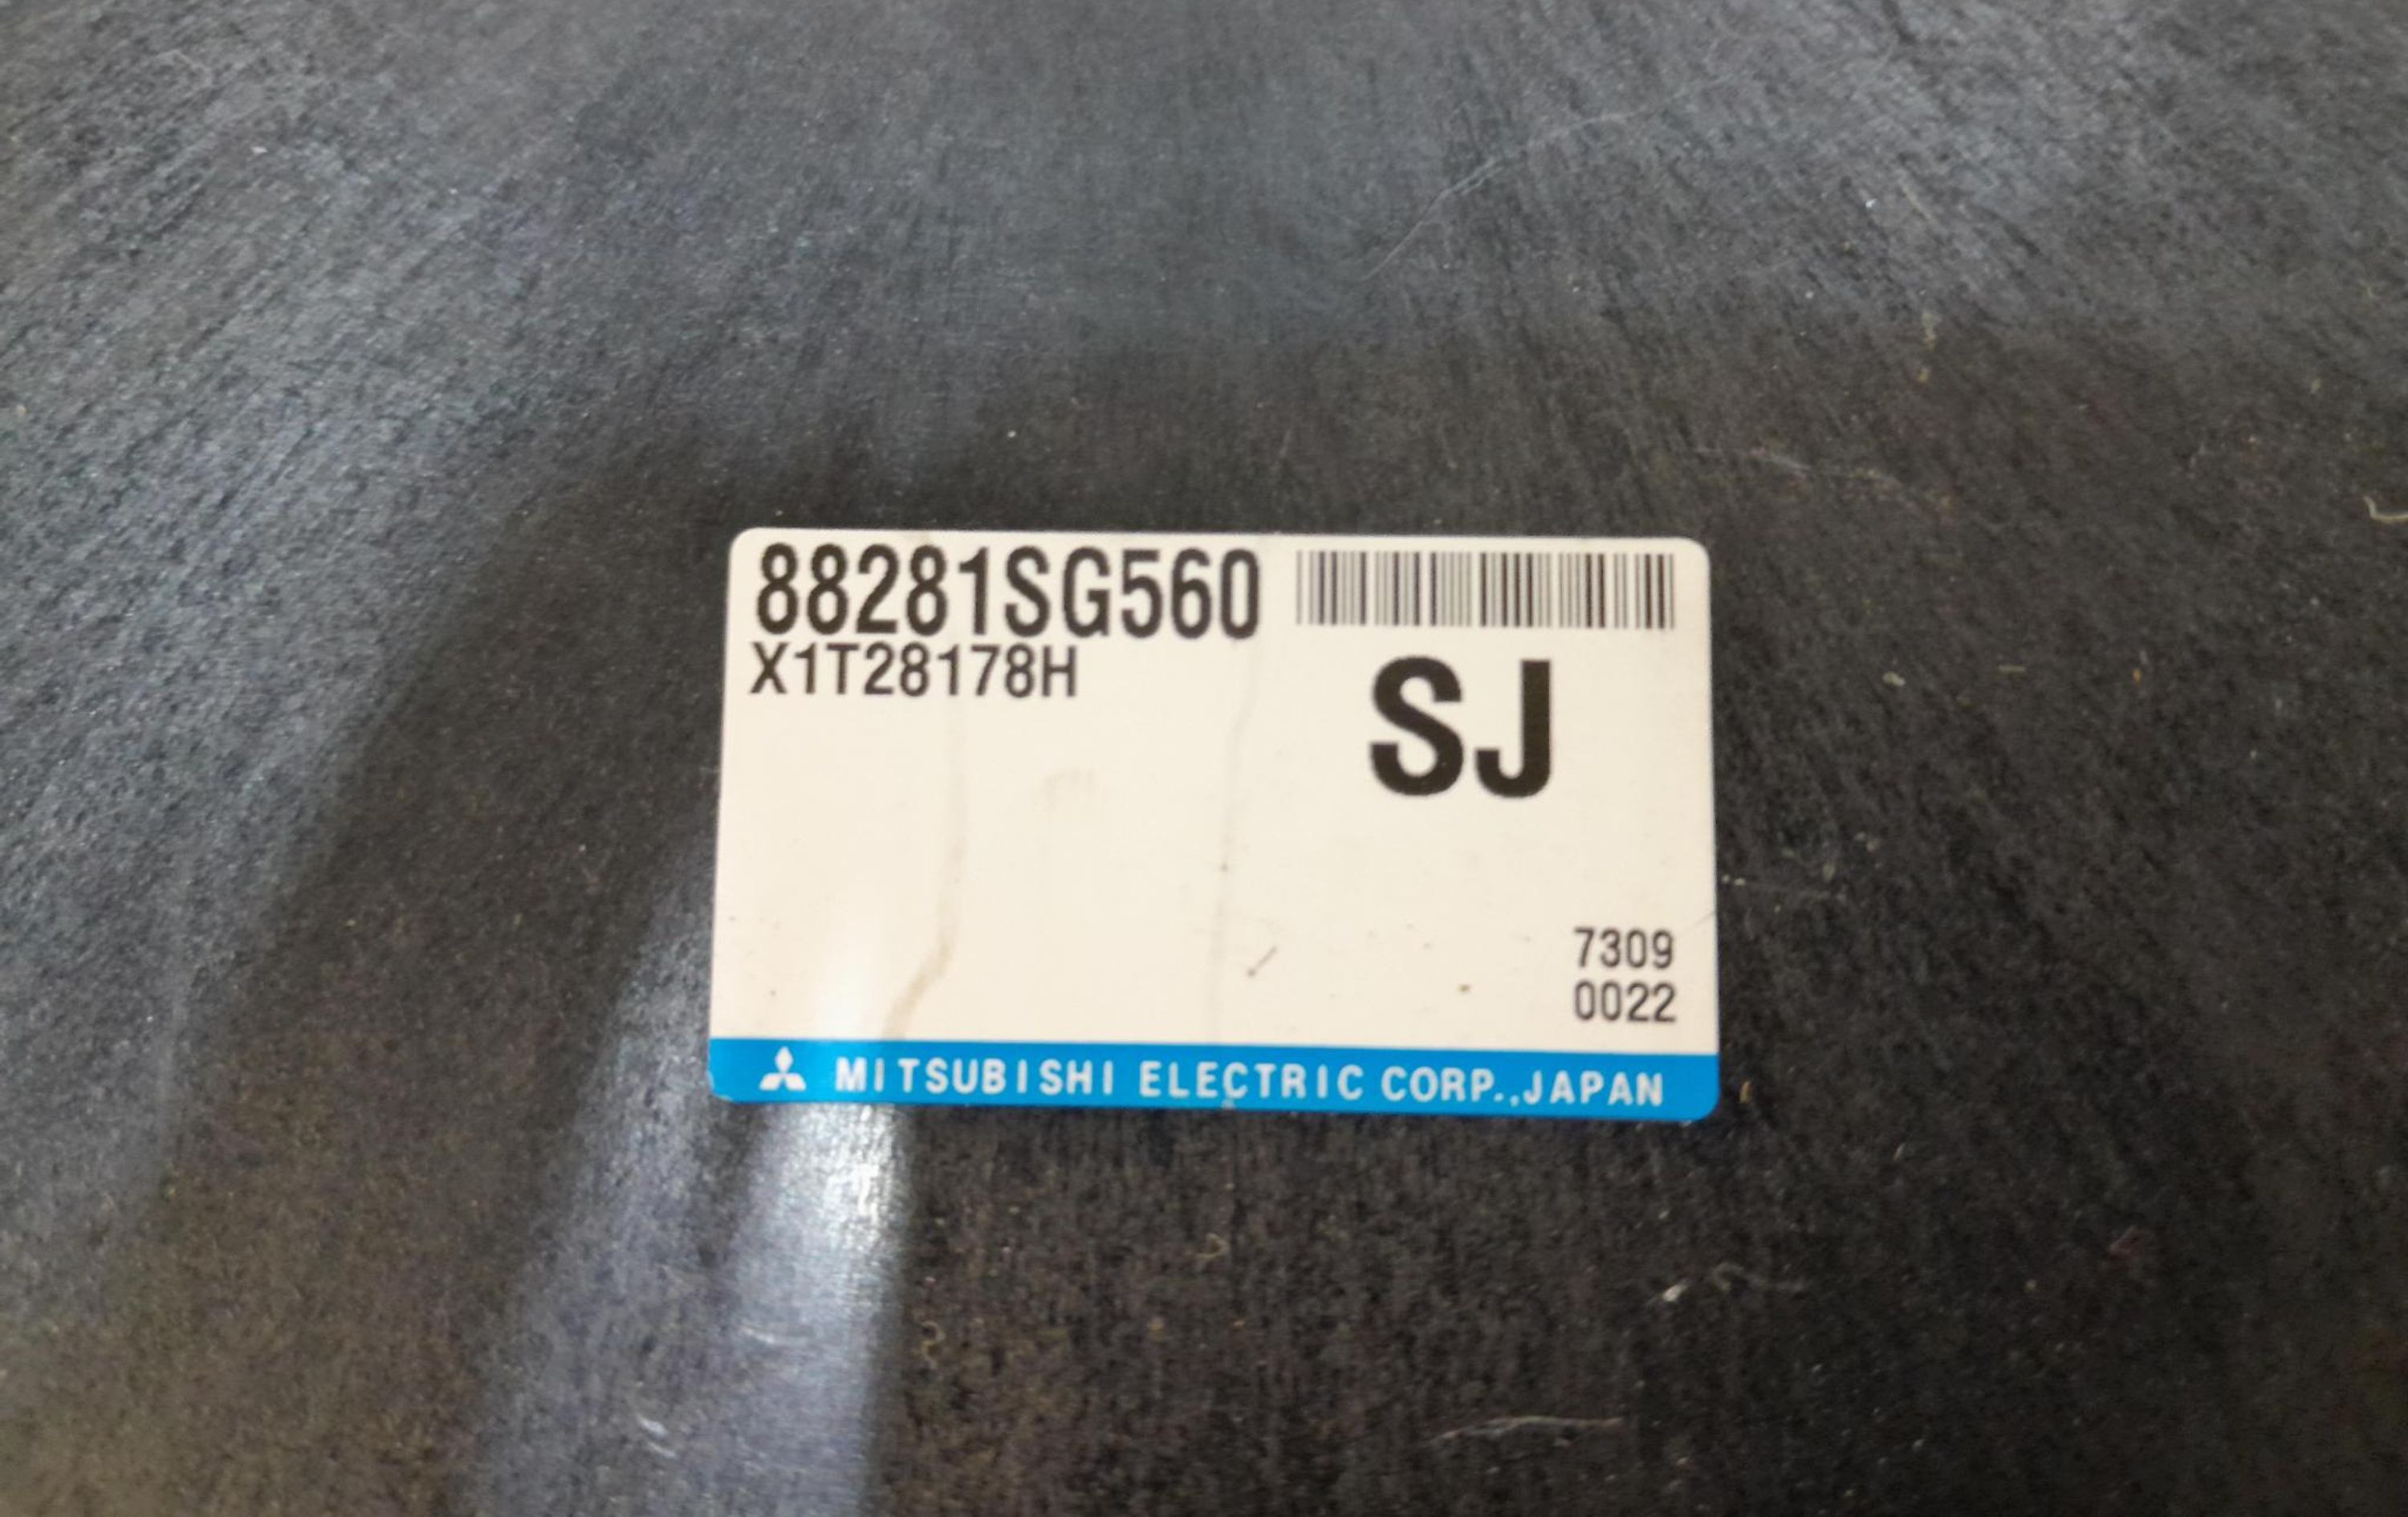 88281SG560
X1T28178H
SJ
7309
0022
MITSUBISHI ELECTRIC CORP.,JAPAN